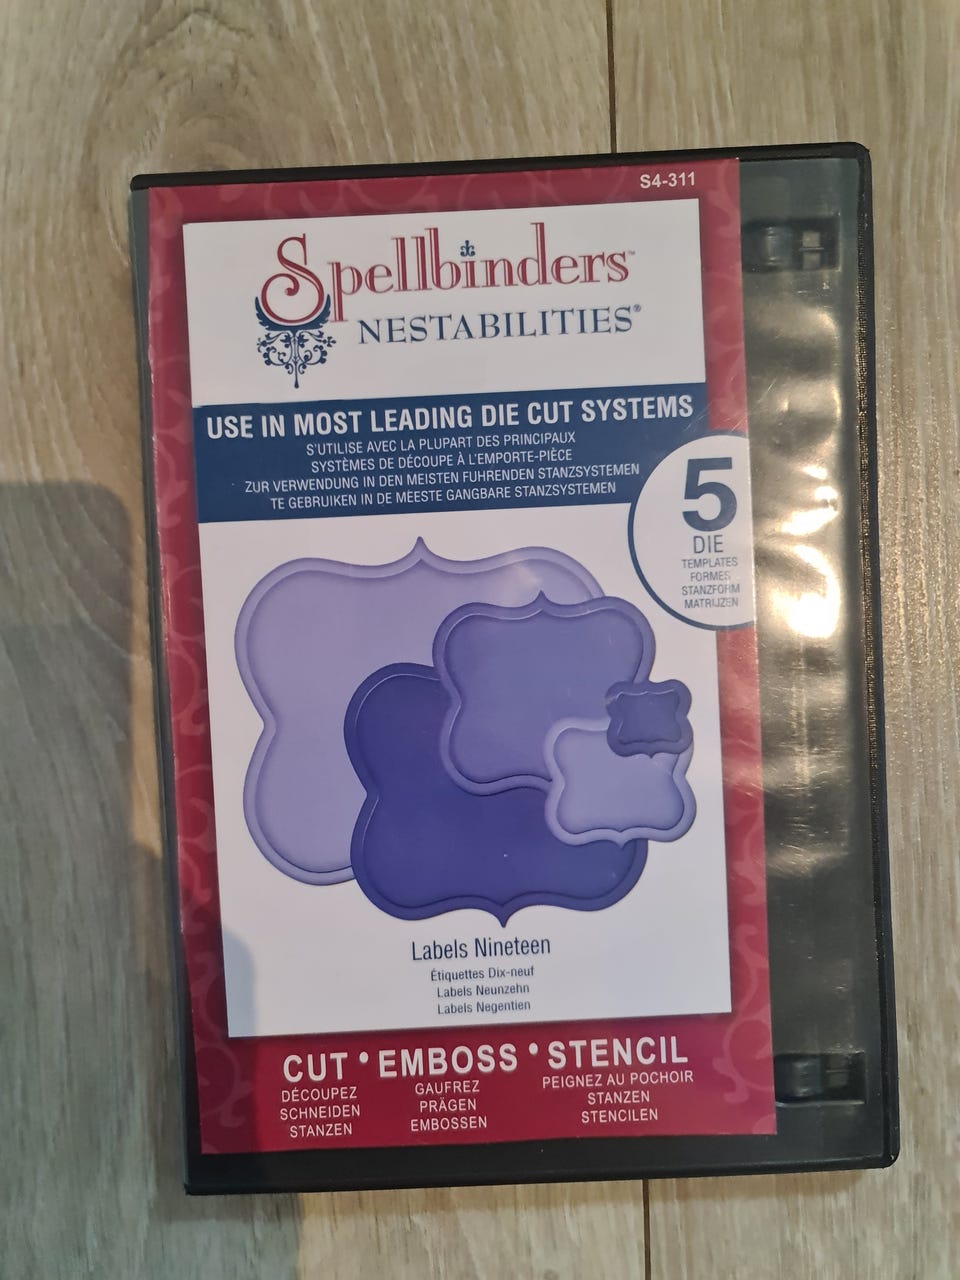 S4-311
Spellbinders™
NESTABILITIES®
USE IN MOST LEADING DIE CUT SYSTEMS
S'UTILISE AVEC LA PLUPART DES PRINCIPAUX
SYSTÈMES DE DÉCOUPE À L'EMPORTE-PIÈCE
ZUR VERWENDUNG IN DEN MEISTEN FUHRENDEN STANZSYSTEMEN
TE GEBRUIKEN IN DE MEESTE GANGBARE STANZSYSTEMEN
5
DIE
TEMPLATES
FORMES
STANZFORM
MATRIJZEN
Labels Nineteen
Étiquettes Dix-neuf
Labels Neunzehn
Labels Negentien
CUT • EMBOSS • STENCIL
DÉCOUPEZ
SCHNEIDEN
STANZEN
GAUFREZ
PRÄGEN
EMBOSSEN
PEIGNEZ AU POCHOIR
STANZEN
STENCILEN